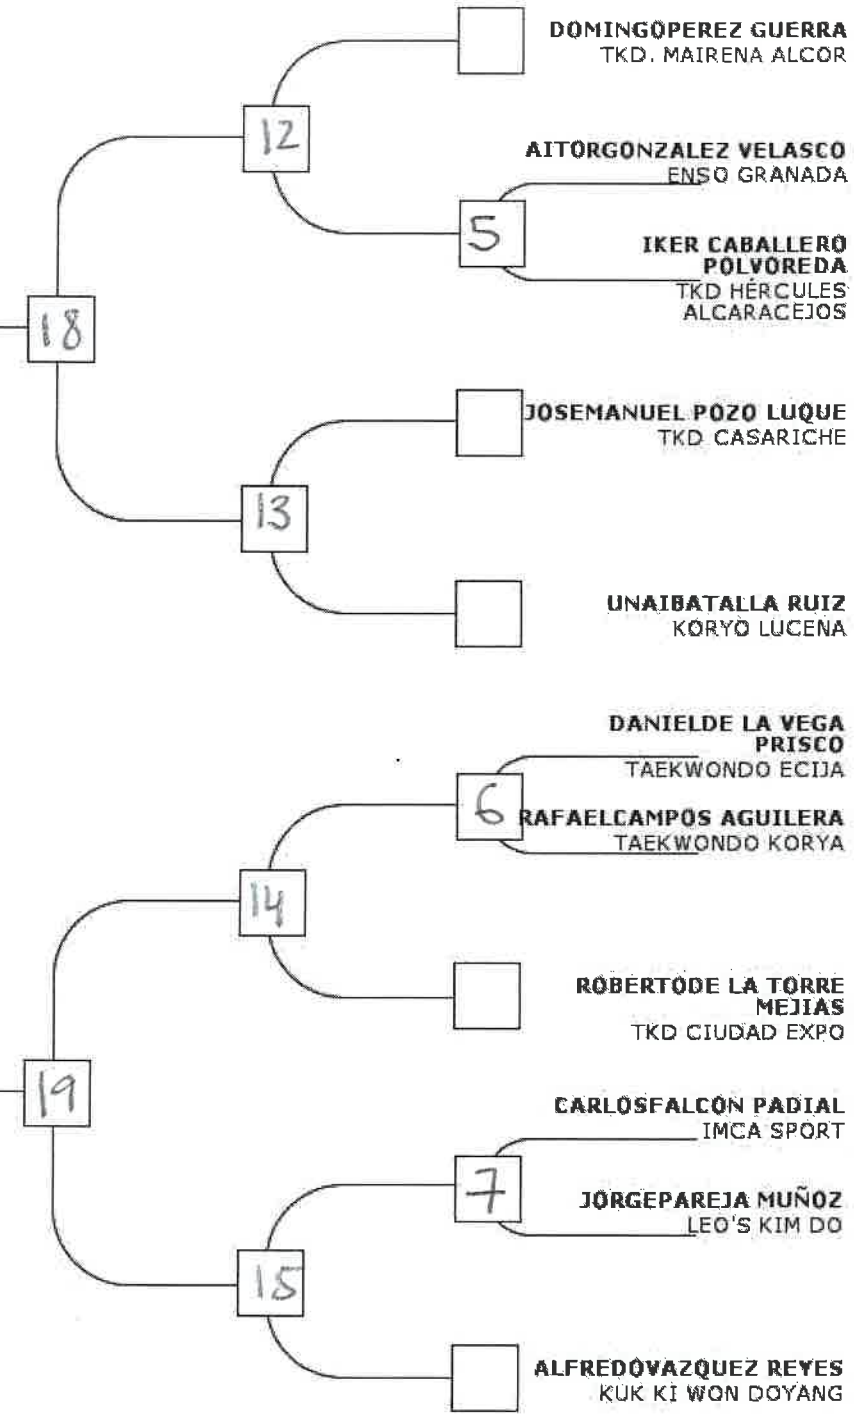 DOMINGOPEREZ GUERRA
TKD. MAIRENA ALCOR
12
AITORGONZALEZ VELASCO
ENSO GRANADA
5
IKER CABALLERO
POLVOREDA
TKD HÉRCULES
ALCARACEJOS
18
JOSEMANUEL POZO LUQUE
TKD CASARICHE
13
UNAIBATALLA RUIZ
KORYO LUCENA
DANIELDE LA VEGA
PRISCO
TAEKWONDO ECIJA
6
RAFAELCAMPOS AGUILERA
TAEKWONDO KORYA
14
ROBERTODE LA TORRE
MEJIAS
TKD CIUDAD EXPO
19
CARLOSFALCON PADIAL
IMCA SPORT
7
JORGEPAREJA MUÑOZ
LEO'S KIM DO
15
ALFREDOVAZQUEZ REYES
KUK KI WON DOYANG